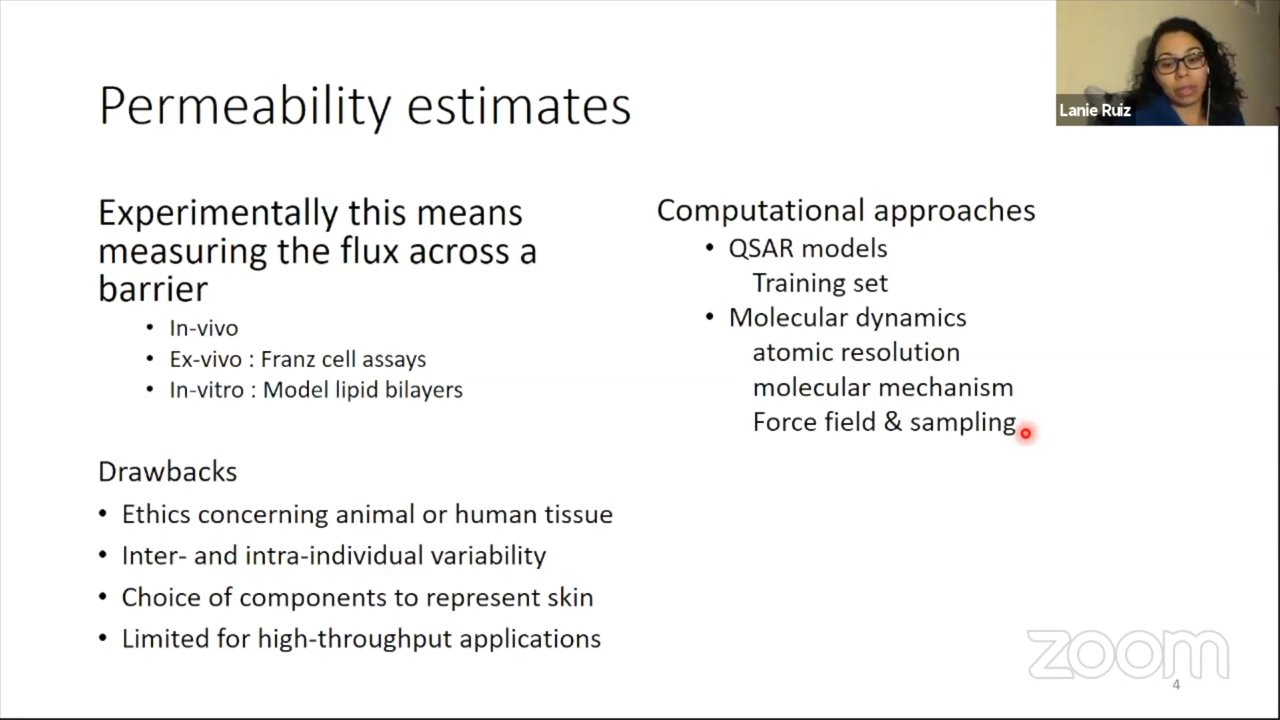 Permeability estimates
Lanie Ruiz
Experimentally this means
measuring the flux across a
barrier
• In-vivo
• Ex-vivo : Franz cell assays
• In-vitro : Model lipid bilayers
Drawbacks
• Ethics concerning animal or human tissue
• Inter- and intra-individual variability
• Choice of components to represent skin
• Limited for high-throughput applications
Computational approaches
• QSAR models
Training set
• Molecular dynamics
atomic resolution
molecular mechanism
Force field & sampling
zoom
4